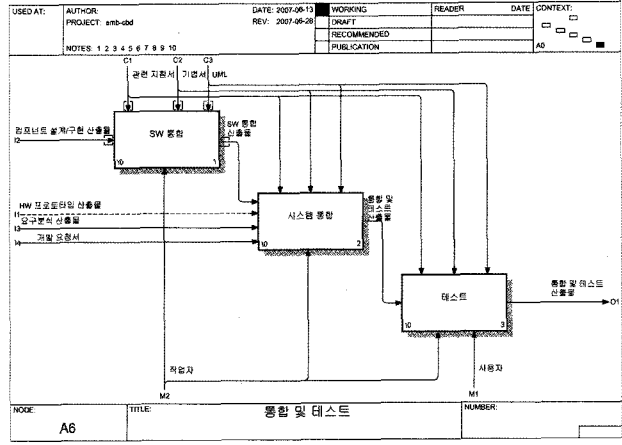 USED AT: AUTHOR: DATE: 2007-06-13 WORKING READER DATE CONTEXT:
PROJECT: emb-cbd REV: 2007-06-28 DRAFT
RECOMMENDED
NOTES: 1 2 3 4 5 6 7 8 9 10 PUBLICATION A0
C1 C2 C3
관련 지침서 기법서 UML
컴포넌트 설계/구현 산출물
I2
SW 통합
10 1
SW 통합
산출물
HW 프로토타입 산출물
I1
요구분석 산출물
I3
개발 요청서
I4
시스템 통합
10 2
통합 및
테스트
산출물
테스트
10 3
통합 및 테스트
산출물
O1
작업자
사용자
M2 M1
NODE: TITLE: 통합 및 테스트 NUMBER:
A6